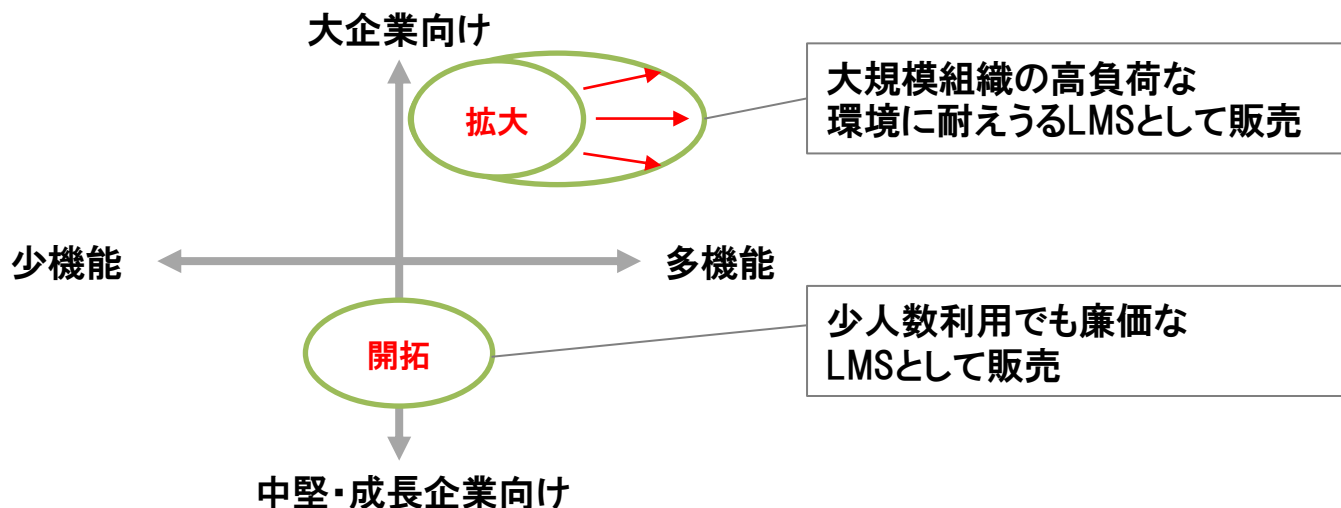 大企業向け
拡大
大規模組織の高負荷な
環境に耐えうるLMSとして販売
少機能
多機能
開拓
少人数利用でも廉価な
LMSとして販売
中堅・成長企業向け